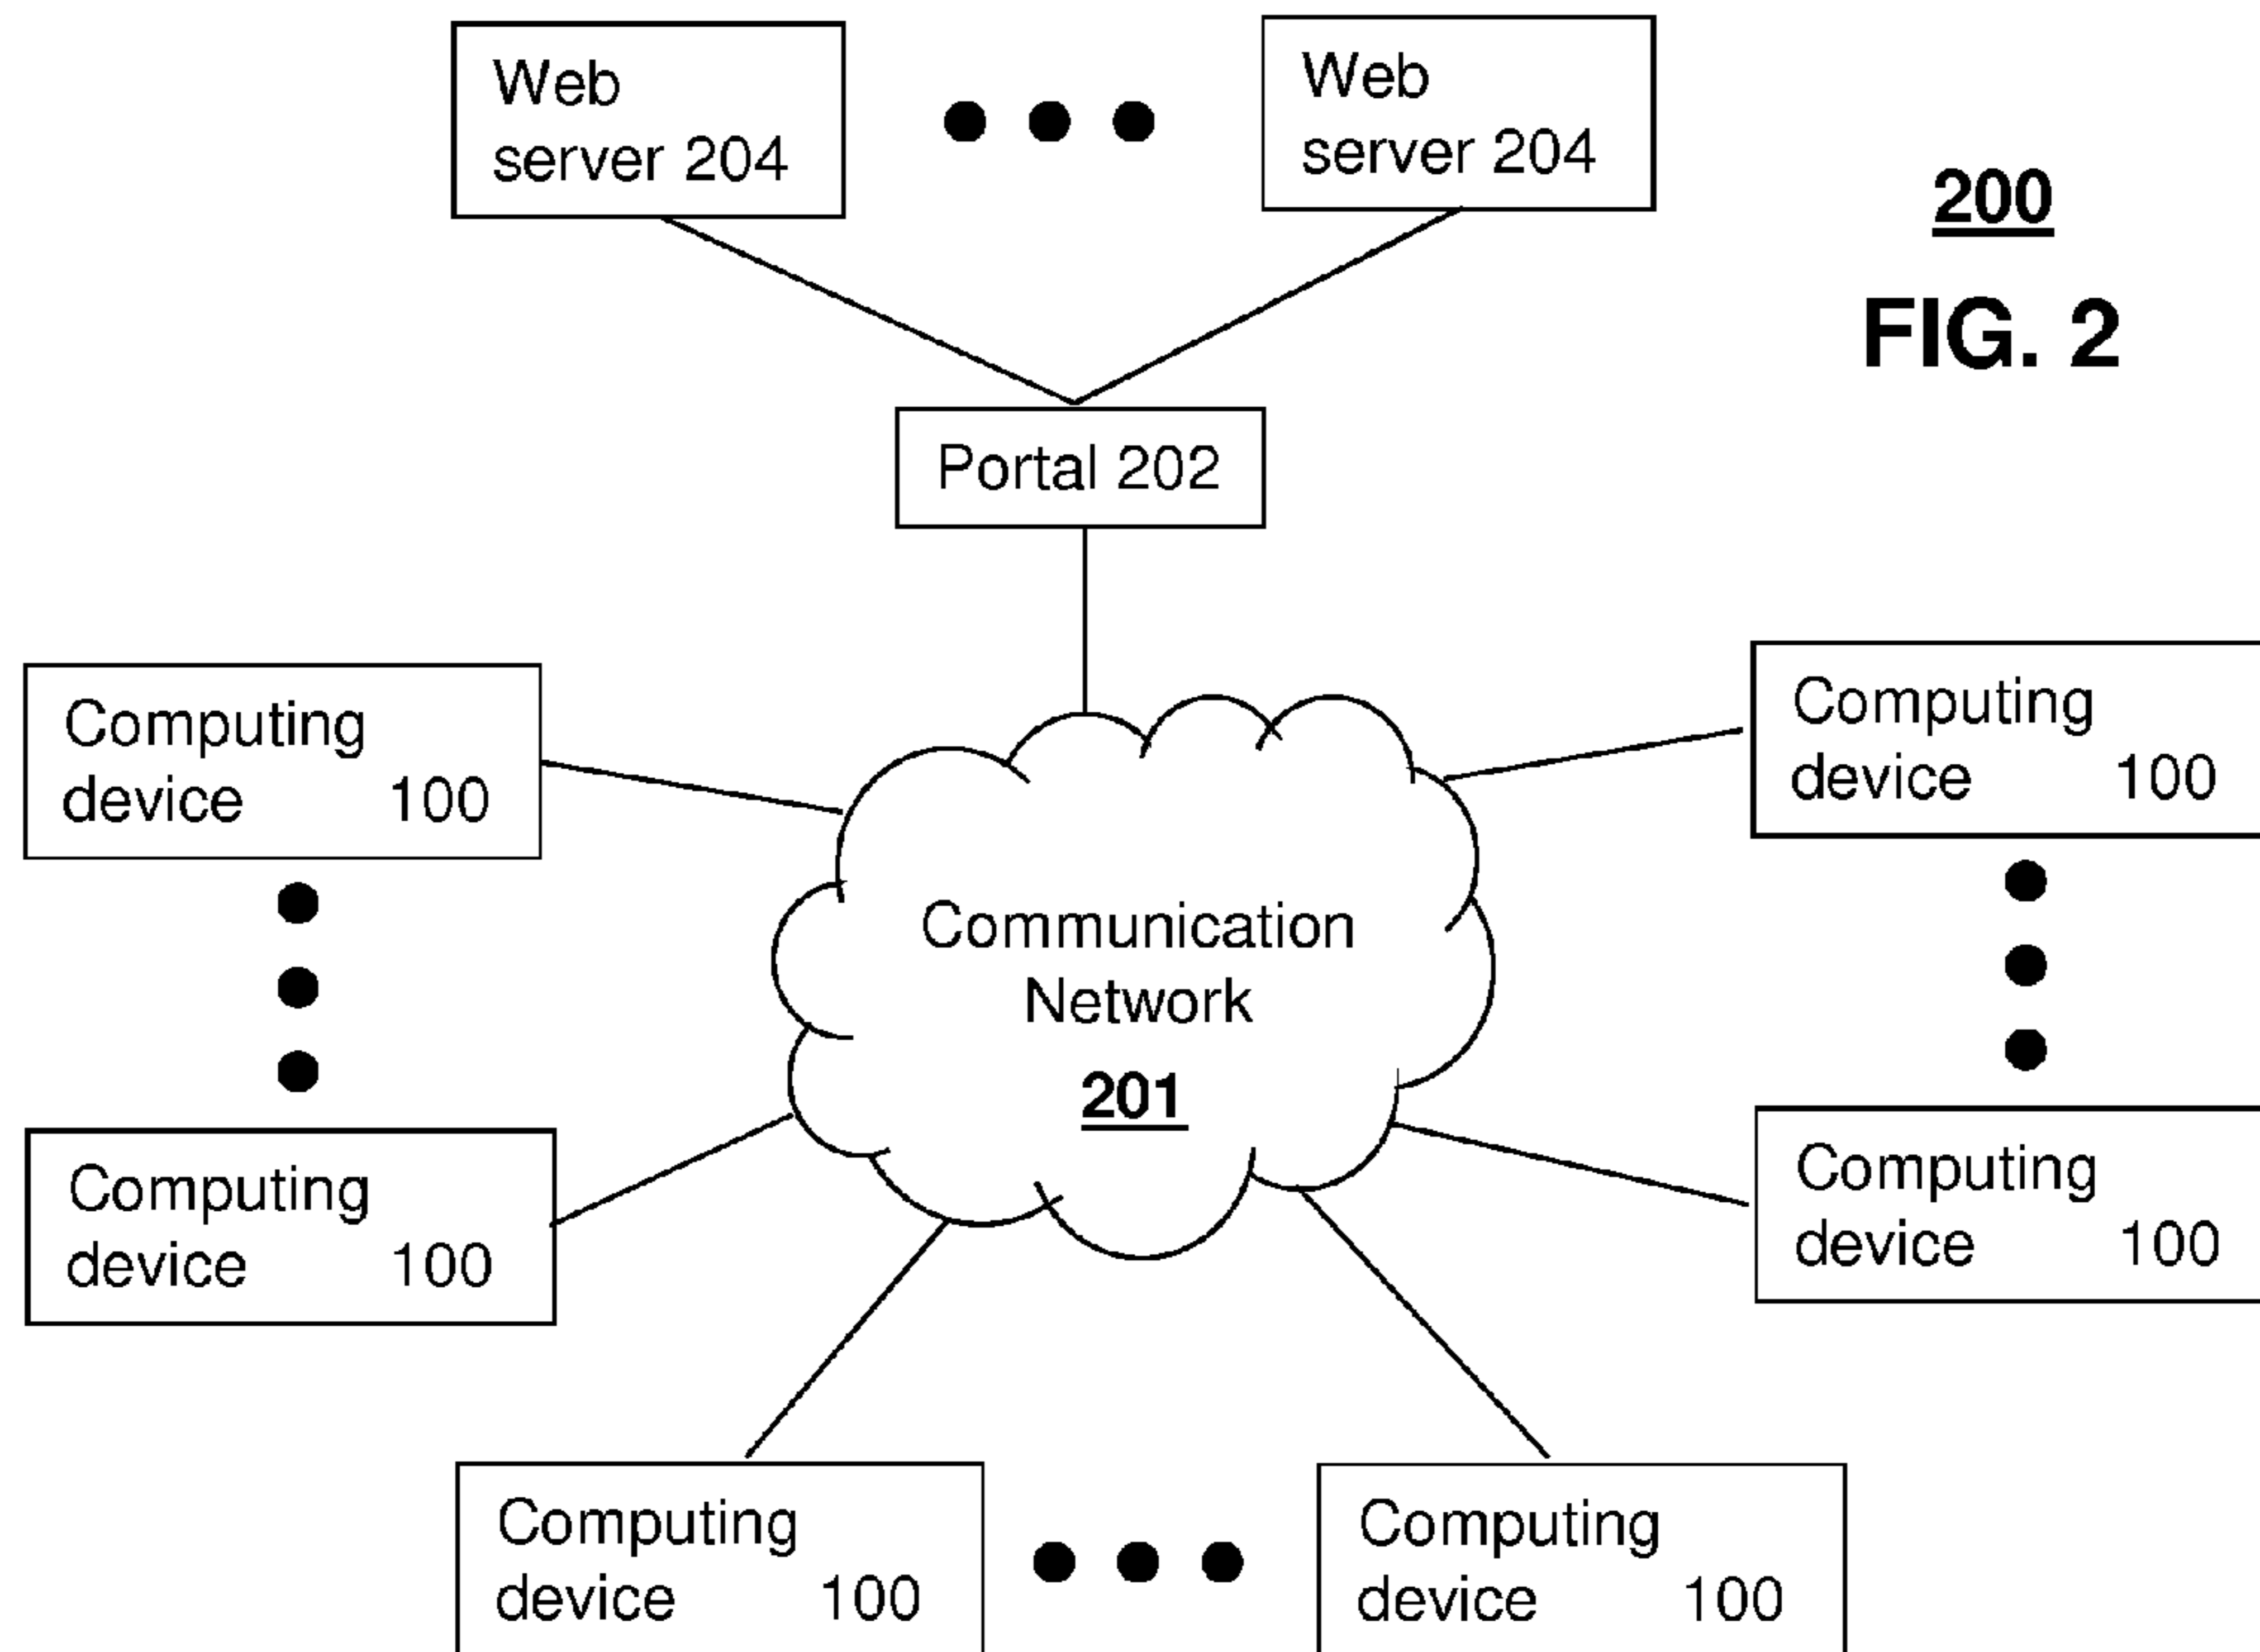 Web
server 204
Web
server 204
200
FIG. 2
Portal 202
Computing
device 100
Computing
device 100
Communication
Network
201
Computing
device 100
Computing
device 100
Computing
device 100
Computing
device 100